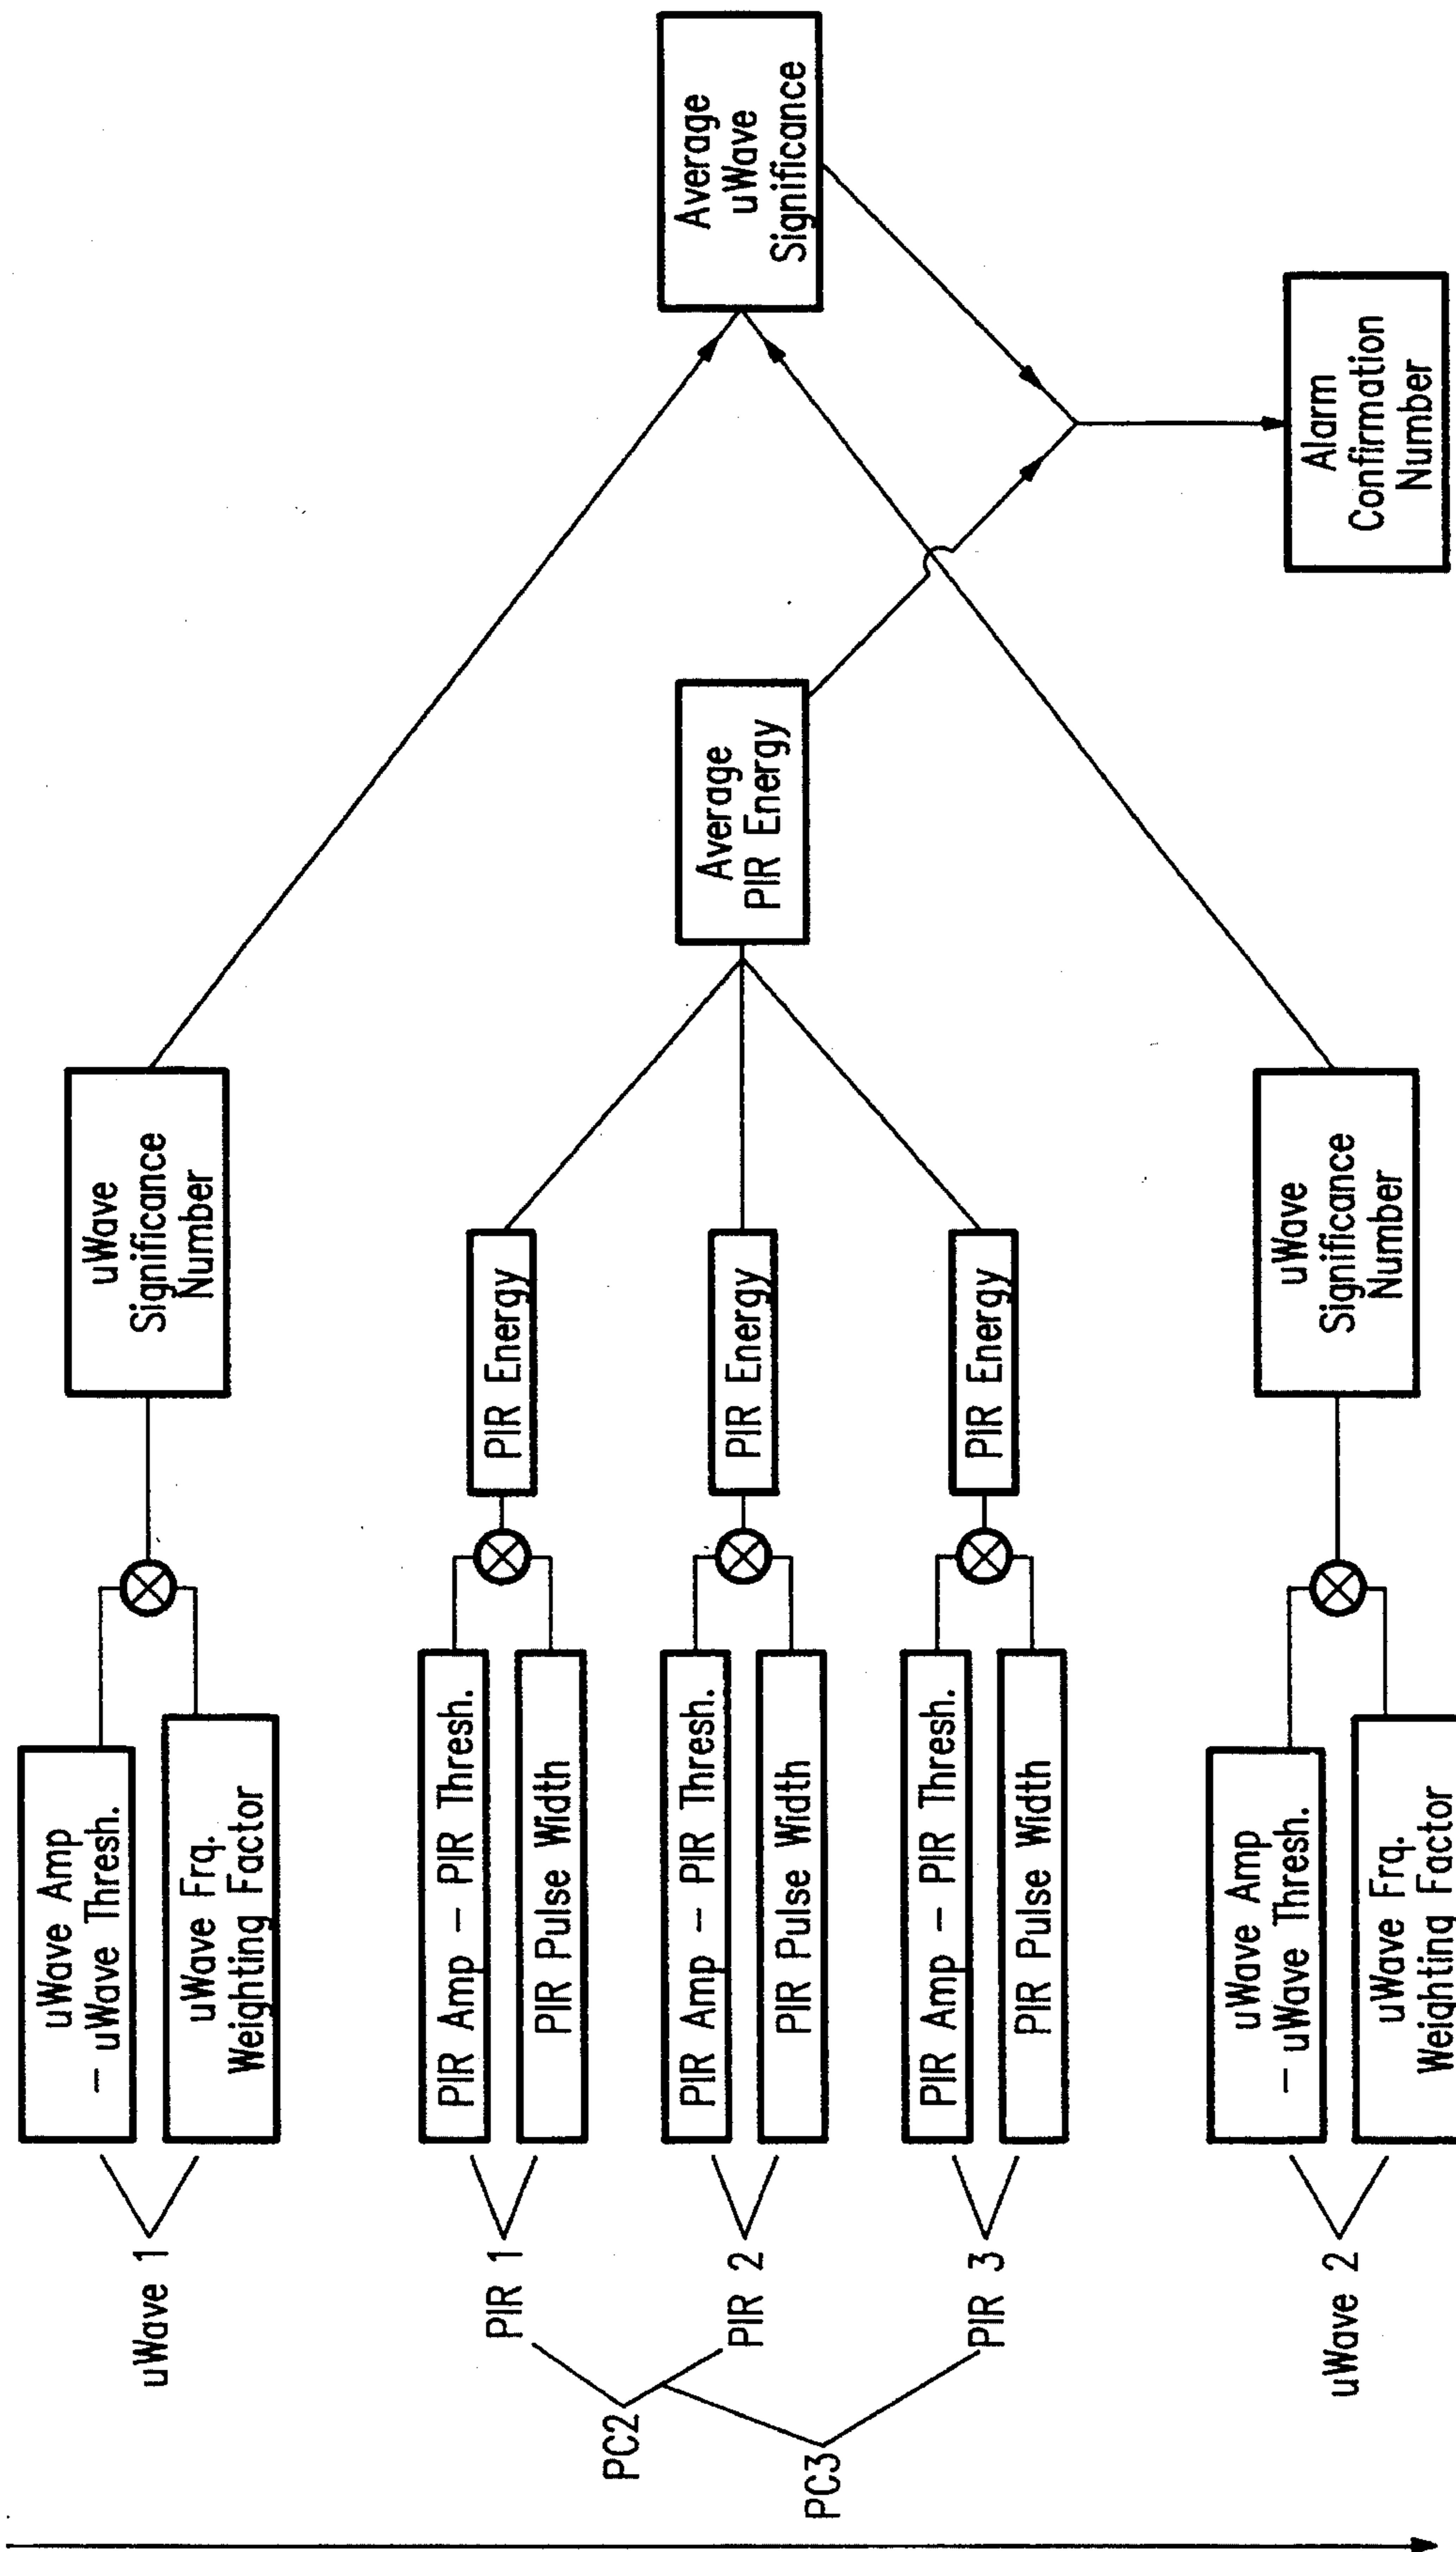 uWave 1
uWave Amp
– uWave Thresh.
uWave Frq.
Weighting Factor
uWave
Significance
Number
PC2
PC3
PIR 1
PIR Amp – PIR Thresh.
PIR Pulse Width
PIR Energy
PIR 2
PIR Amp – PIR Thresh.
PIR Pulse Width
PIR Energy
PIR 3
PIR Amp – PIR Thresh.
PIR Pulse Width
PIR Energy
Average
PIR Energy
Average
uWave
Significance
uWave 2
uWave Amp
– uWave Thresh.
uWave Frq.
Weighting Factor
uWave
Significance
Number
Alarm
Confirmation
Number